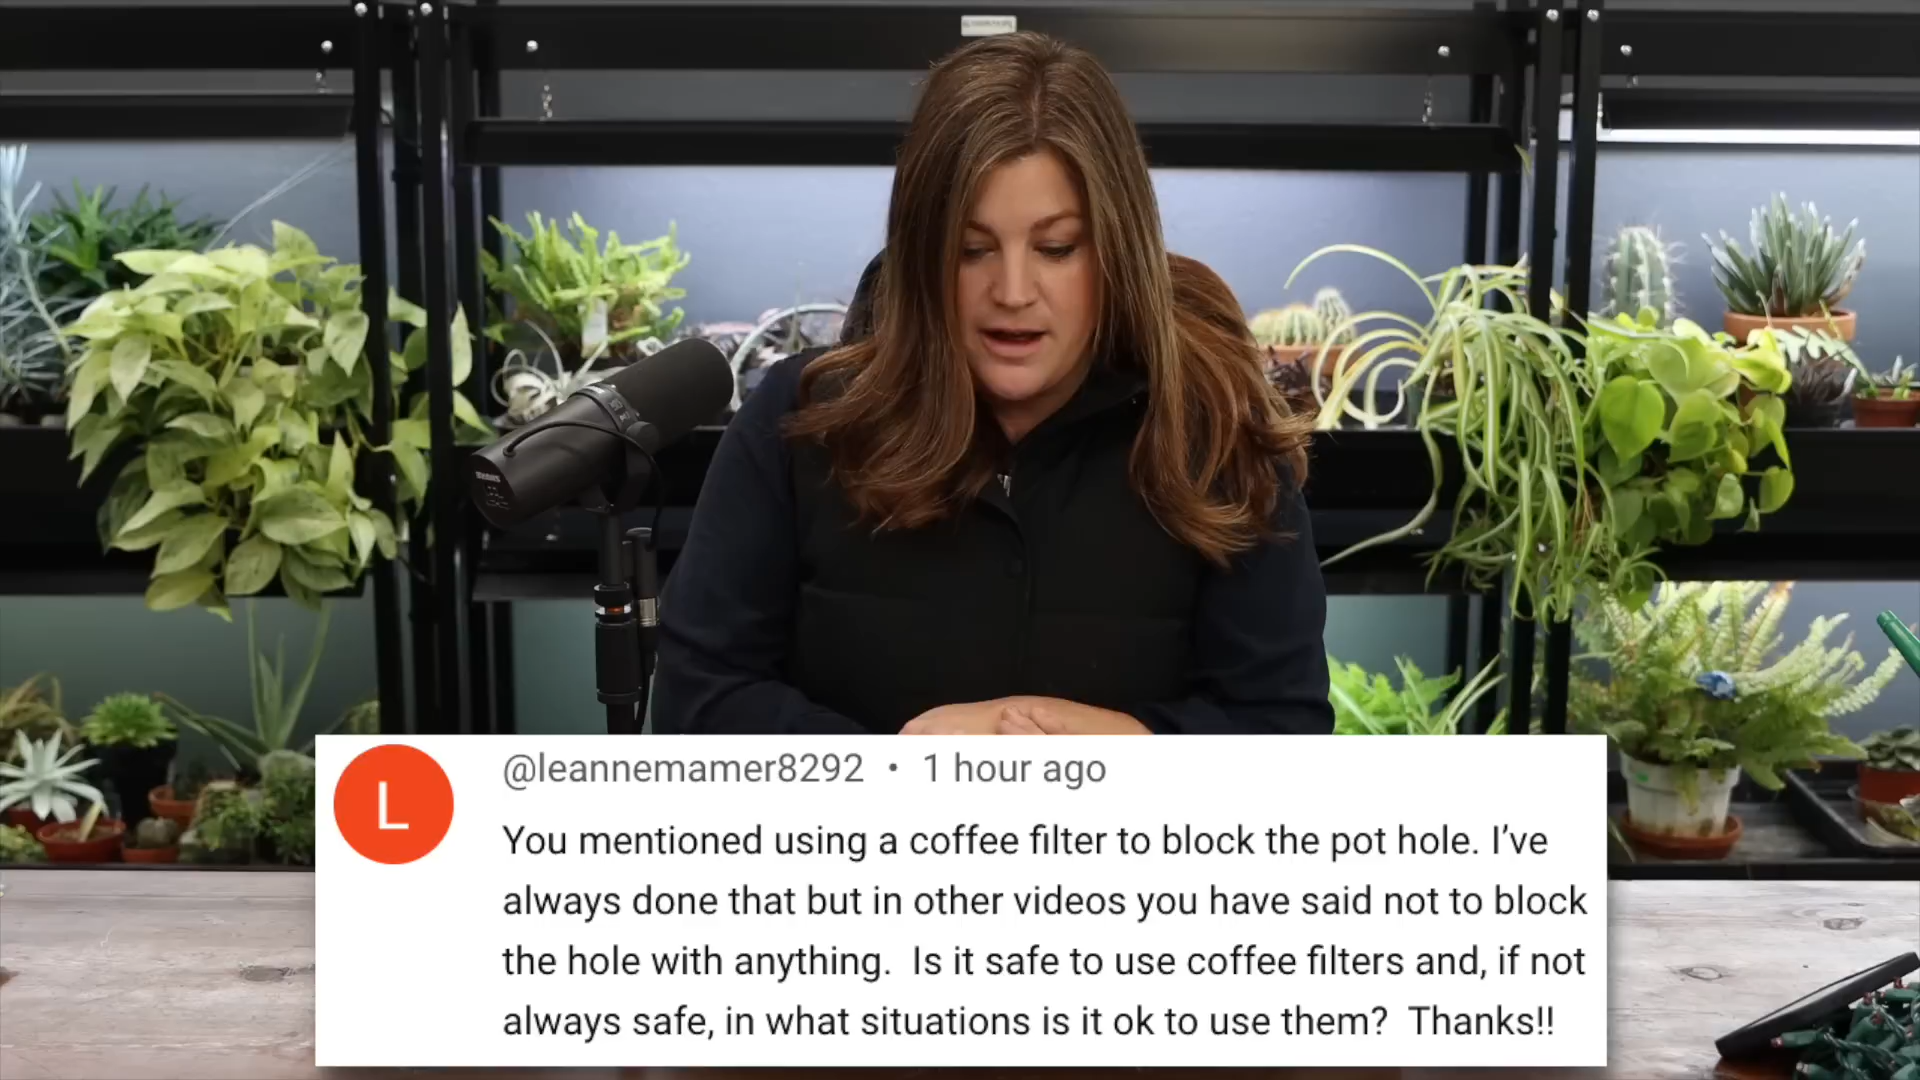 @leannemamer8292 • 1 hour ago
L
You mentioned using a coffee filter to block the pot hole. I’ve
always done that but in other videos you have said not to block
the hole with anything.  Is it safe to use coffee filters and, if not
always safe, in what situations is it ok to use them?  Thanks!!